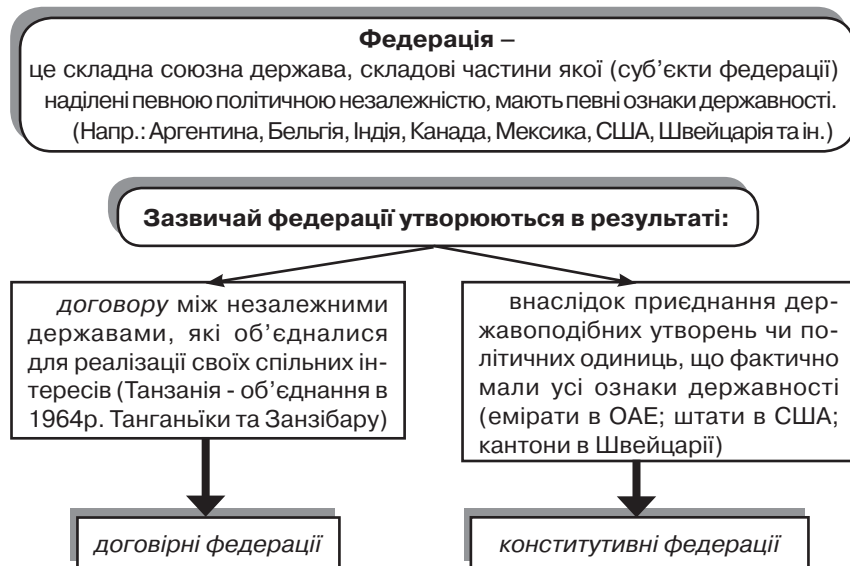 Федерація –
це складна союзна держава, складові частини якої (суб’єкти федерації)
наділені певною політичною незалежністю, мають певні ознаки державності.
(Напр.: Аргентина, Бельгія, Індія, Канада, Мексика, США, Швейцарія та ін.)
Зазвичай федерації утворюються в результаті:
договору між незалежними
державами, які об’єдналися
для реалізації своїх спільних ін-
тересів (Танзанія - об’єднання в
1964р. Танганьїки та Занзібару)
внаслідок приєднання дер-
жавоподібних утворень чи по-
літичних одиниць, що фактично
мали усі ознаки державності
(емірати в ОАЕ; штати в США;
кантони в Швейцарії)
договірні федерації
конститутивні федерації